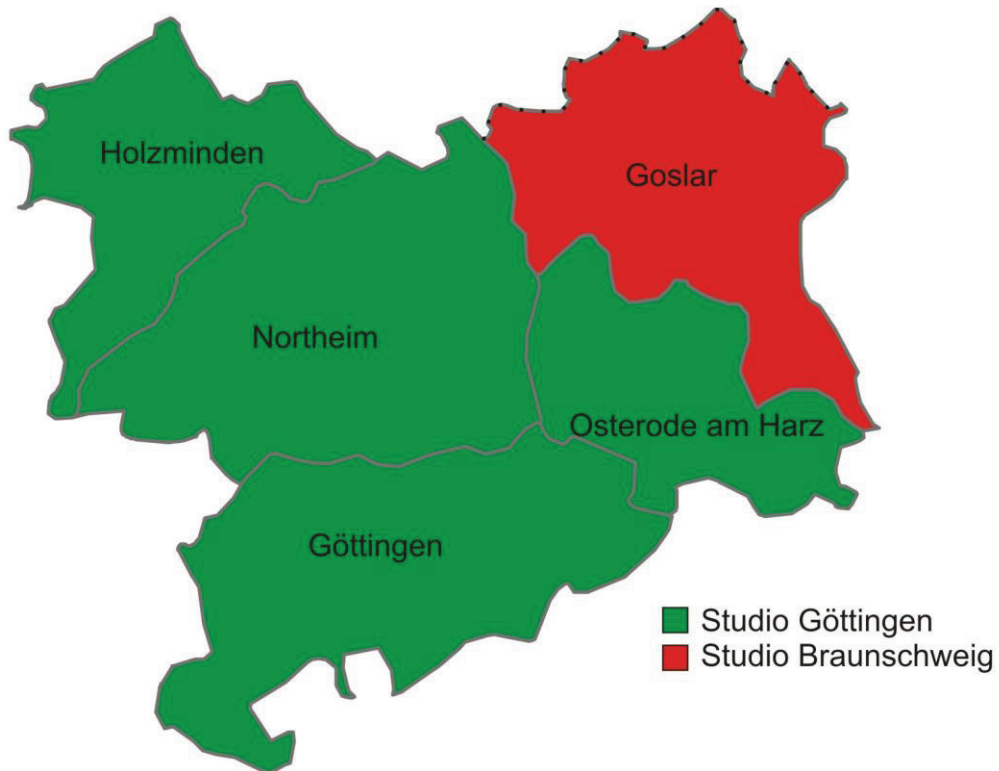 Holzminden
Goslar
Northeim
Osterode am Harz
Göttingen
Studio Göttingen
Studio Braunschweig